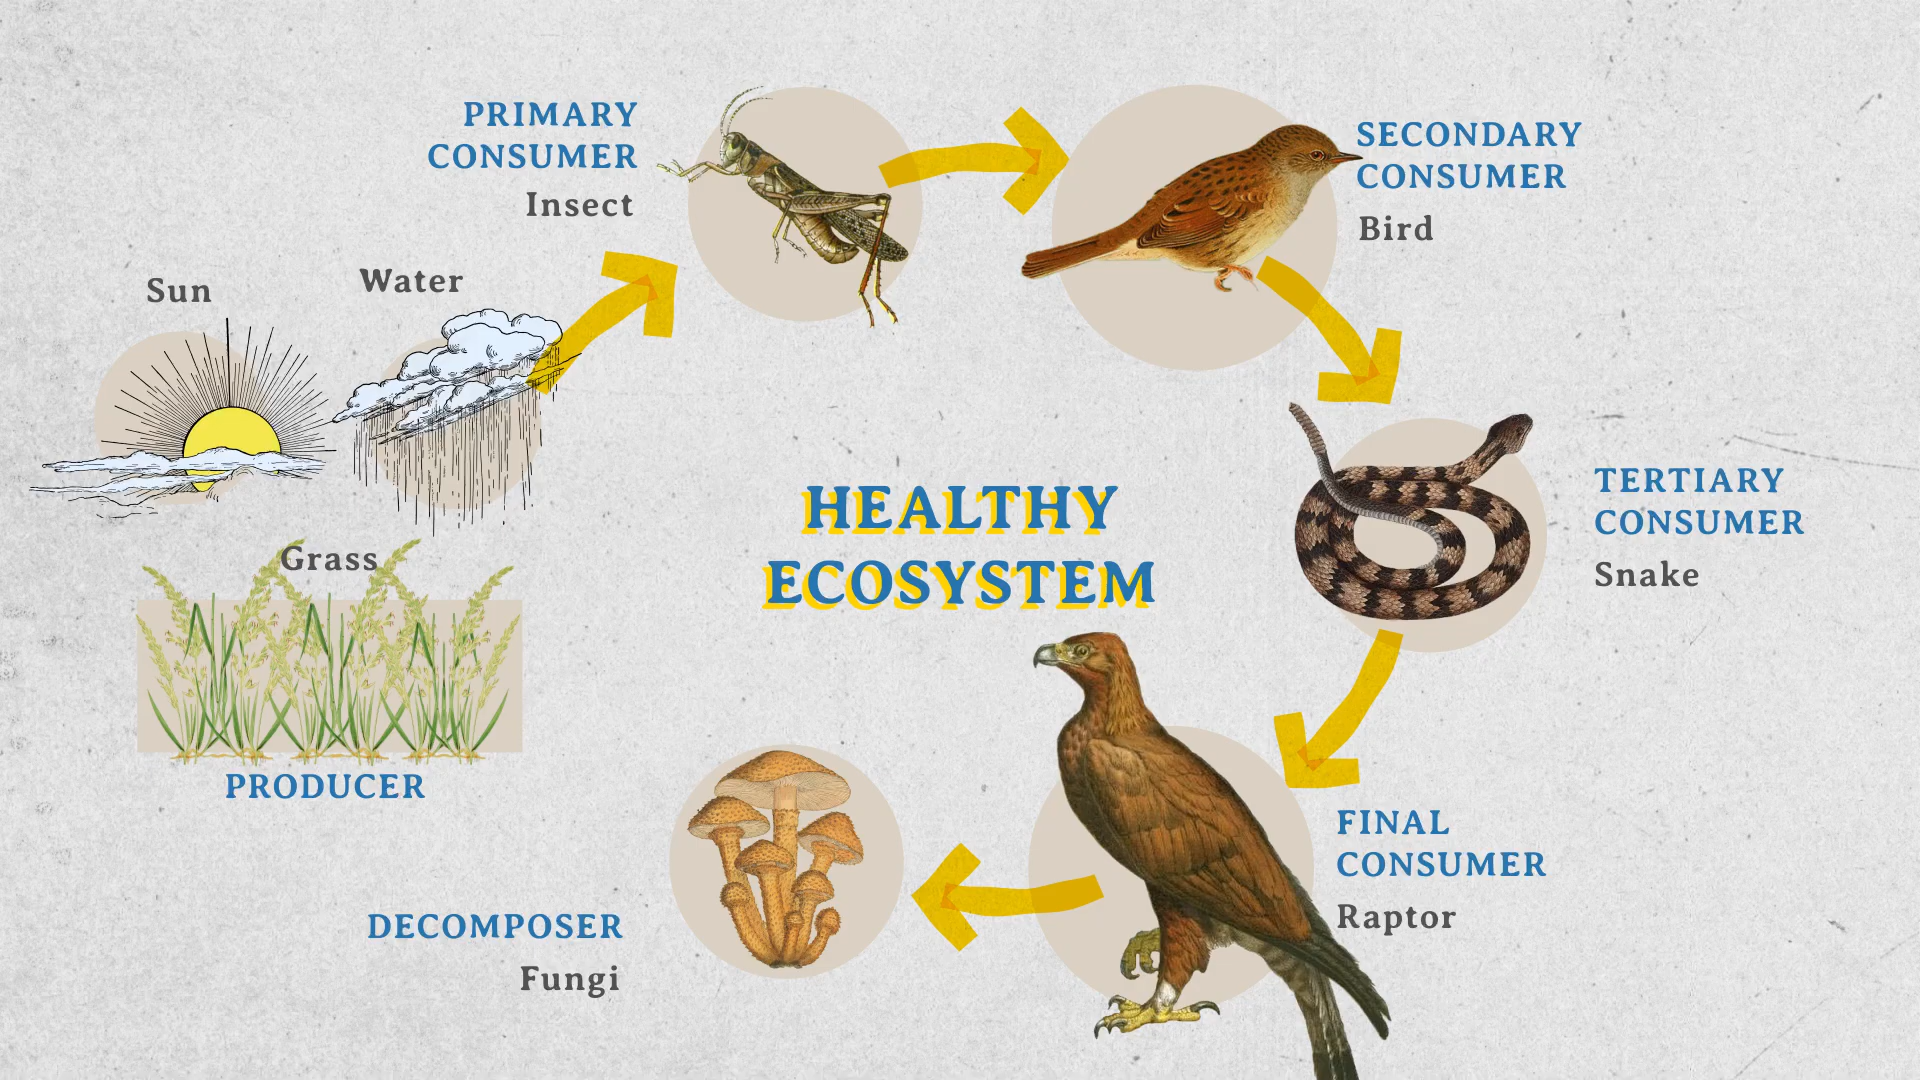 PRIMARY
CONSUMER
Insect
SECONDARY
CONSUMER
Bird
Sun
Water
Grass
PRODUCER
HEALTHY
ECOSYSTEM
TERTIARY
CONSUMER
Snake
FINAL
CONSUMER
Raptor
DECOMPOSER
Fungi